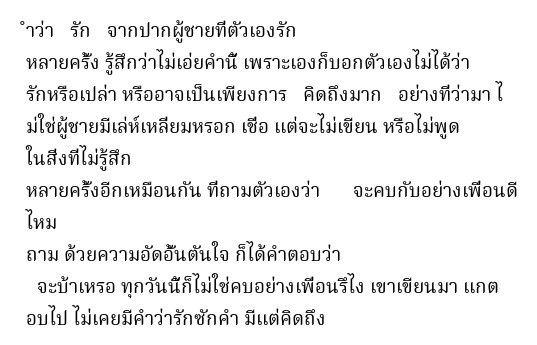 ำว่า รัก จากปากผู้ชายที่ตัวเองรัก
หลายครั้ง รู้สึกว่าไม่เอ่ยคำนี้ เพราะเองก็บอกตัวเองไม่ได้ว่า
รักหรือเปล่า หรืออาจเป็นเพียงการ คิดถึงมาก อย่างที่ว่ามา ไ
ม่ใช่ผู้ชายมีเล่ห์เหลี่ยมหรอก เชื่อ แต่จะไม่เขียน หรือไม่พูด
ในสิ่งที่ไม่รู้สึก
หลายครั้งอีกเหมือนกัน ที่ถามตัวเองว่า จะคบกับอย่างเพื่อนดี
ไหม
ถาม ด้วยความอัดอั้นตันใจ ก็ได้คำตอบว่า
จะบ้าเหรอ ทุกวันนี้ก็ไม่ใช่คบอย่างเพื่อนรึไง เขาเขียนมา แกต
อบไป ไม่เคยมีคำว่ารักซักคำ มีแต่คิดถึง